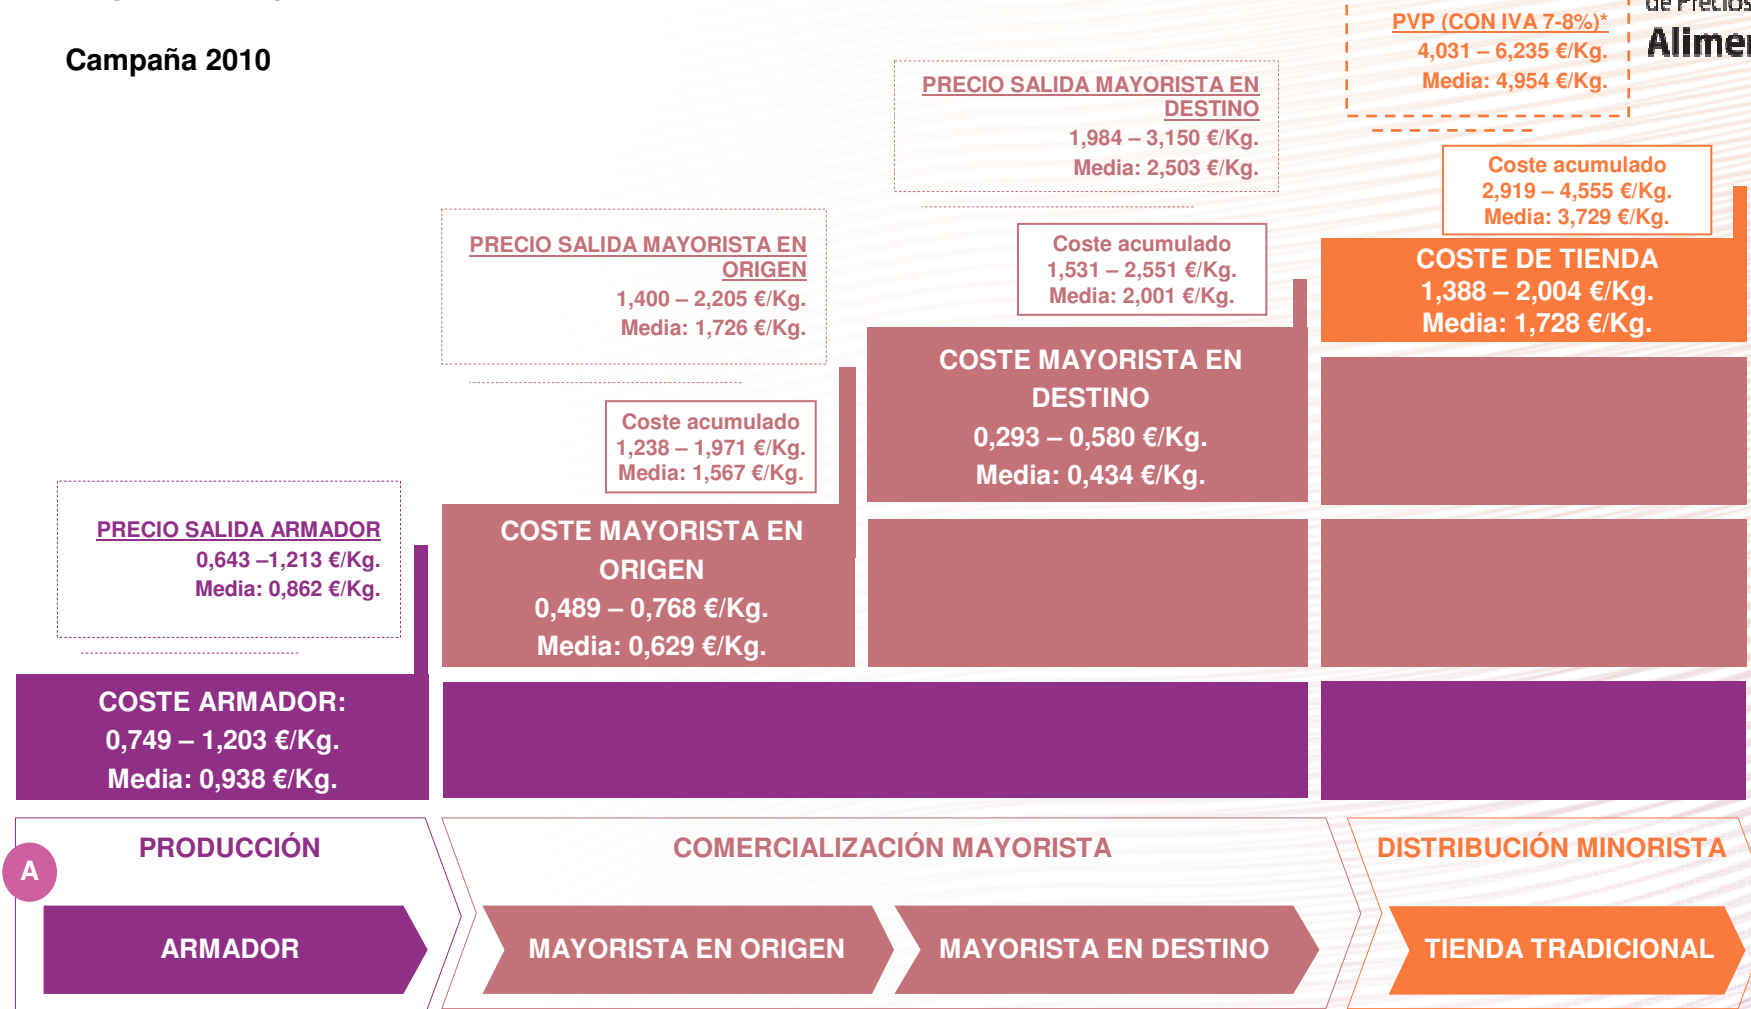 Campaña 2010
de Precios
Alimen
PVP (CON IVA 7-8%)*
4,031 – 6,235 €/Kg.
Media: 4,954 €/Kg.
PRECIO SALIDA MAYORISTA EN
DESTINO
1,984 – 3,150 €/Kg.
Media: 2,503 €/Kg.
Coste acumulado
2,919 – 4,555 €/Kg.
Media: 3,729 €/Kg.
PRECIO SALIDA MAYORISTA EN
ORIGEN
1,400 – 2,205 €/Kg.
Media: 1,726 €/Kg.
Coste acumulado
1,531 – 2,551 €/Kg.
Media: 2,001 €/Kg.
COSTE DE TIENDA
1,388 – 2,004 €/Kg.
Media: 1,728 €/Kg.
COSTE MAYORISTA EN
DESTINO
0,293 – 0,580 €/Kg.
Media: 0,434 €/Kg.
Coste acumulado
1,238 – 1,971 €/Kg.
Media: 1,567 €/Kg.
PRECIO SALIDA ARMADOR
0,643 –1,213 €/Kg.
Media: 0,862 €/Kg.
COSTE MAYORISTA EN
ORIGEN
0,489 – 0,768 €/Kg.
Media: 0,629 €/Kg.
COSTE ARMADOR:
0,749 – 1,203 €/Kg.
Media: 0,938 €/Kg.
PRODUCCIÓN
COMERCIALIZACIÓN MAYORISTA
DISTRIBUCIÓN MINORISTA
A
ARMADOR
MAYORISTA EN ORIGEN
MAYORISTA EN DESTINO
TIENDA TRADICIONAL